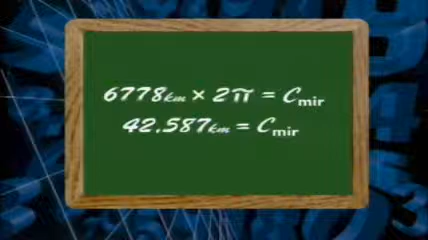 6778km × 2π = Cmir
42.587km = Cmir